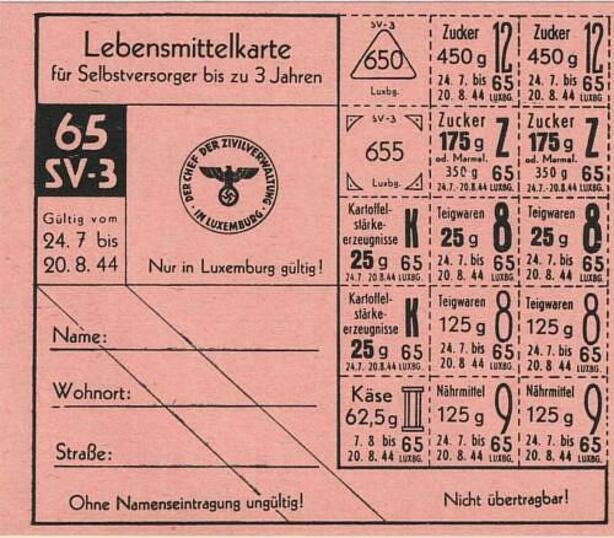 Lebensmittelkarte
für Selbstversorger bis zu 3 Jahren
65
SV-3
Gültig vom
24. 7 bis
20. 8. 44
DER CHEF DER ZIVILVERWALTUNG
· IN LUXEMBURG ·
Nur in Luxemburg gültig!
Name:
Wohnort:
Straße:
Ohne Namenseintragung ungültig!
Nicht übertragbar!
SV-3
650
Luxbg.
Zucker 12
450 g
24. 7. bis 65
20. 8. 44 LUXBG.
Zucker 12
450 g
24. 7. bis 65
20. 8. 44 LUXBG.
SV-3
655
Luxbg.
Zucker Z
175 g
od. Marmel.
350 g 65
24.7.-20.8.44 LUXBG.
Zucker Z
175 g
od. Marmel.
350 g 65
24.7.-20.8.44 LUXBG.
Kartoffel-
stärke-
erzeugnisse K
25 g 65
24.7. 20.8.44 LUXBG.
Teigwaren 8
25 g
24. 7. bis 65
20. 8. 44 LUXBG.
Teigwaren 8
25 g
24. 7. bis 65
20. 8. 44 LUXBG.
Kartoffel-
stärke-
erzeugnisse K
25 g 65
24.7. 20.8.44 LUXBG.
Teigwaren 8
125 g
24. 7. bis 65
20. 8 44 LUXBG.
Teigwaren 8
125 g
24. 7. bis 65
20. 8. 44 LUXBG.
Käse III
62,5 g
7. 8 bis 65
20. 8. 44 LUXBG.
Nährmittel 9
125 g
24. 7. bis 65
20. 8. 44 LUXBG.
Nährmittel 9
125 g
24. 7. bis 65
20. 8. 44 LUXBG.